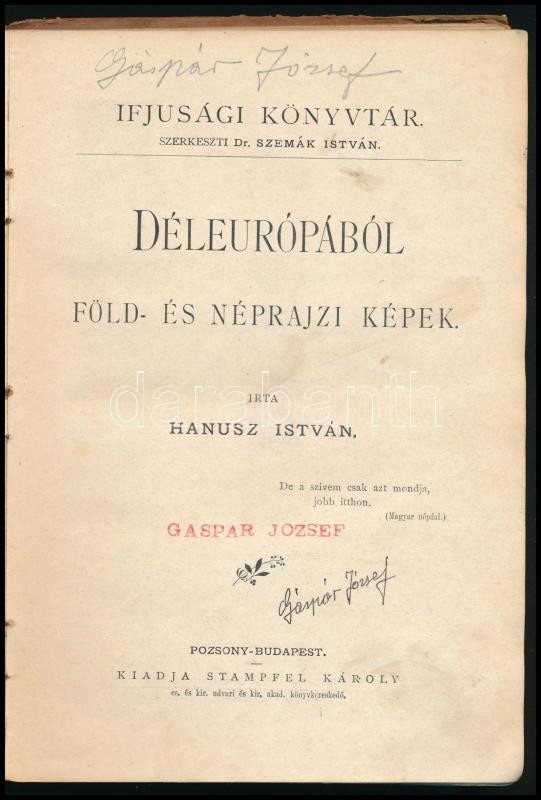 Gáspár József
IFJUSÁGI KÖNYVTÁR.
SZERKESZTI Dr. SZEMÁK ISTVÁN.
DÉLEURÓPÁBÓL
FÖLD- ÉS NÉPRAJZI KÉPEK.
darabanth
IRTA
HANUSZ ISTVÁN.
De a szivem csak azt mondja,
jobb itthon.
(Magyar népdal.)
GASPAR JOZSEF
Gáspár József
POZSONY-BUDAPEST.
KIADJA STAMPFEL KÁROLY
cs. és kir. udvari és kir. akad. könyvkereskedő.